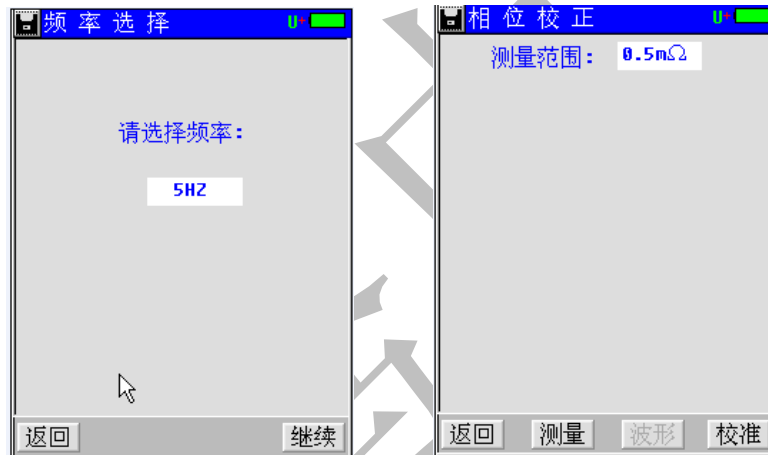 频率选择 U+
请选择频率:
5HZ
返回 继续
相位校正 U+
测量范围: 0.5mΩ
返回 测量 波形 校准